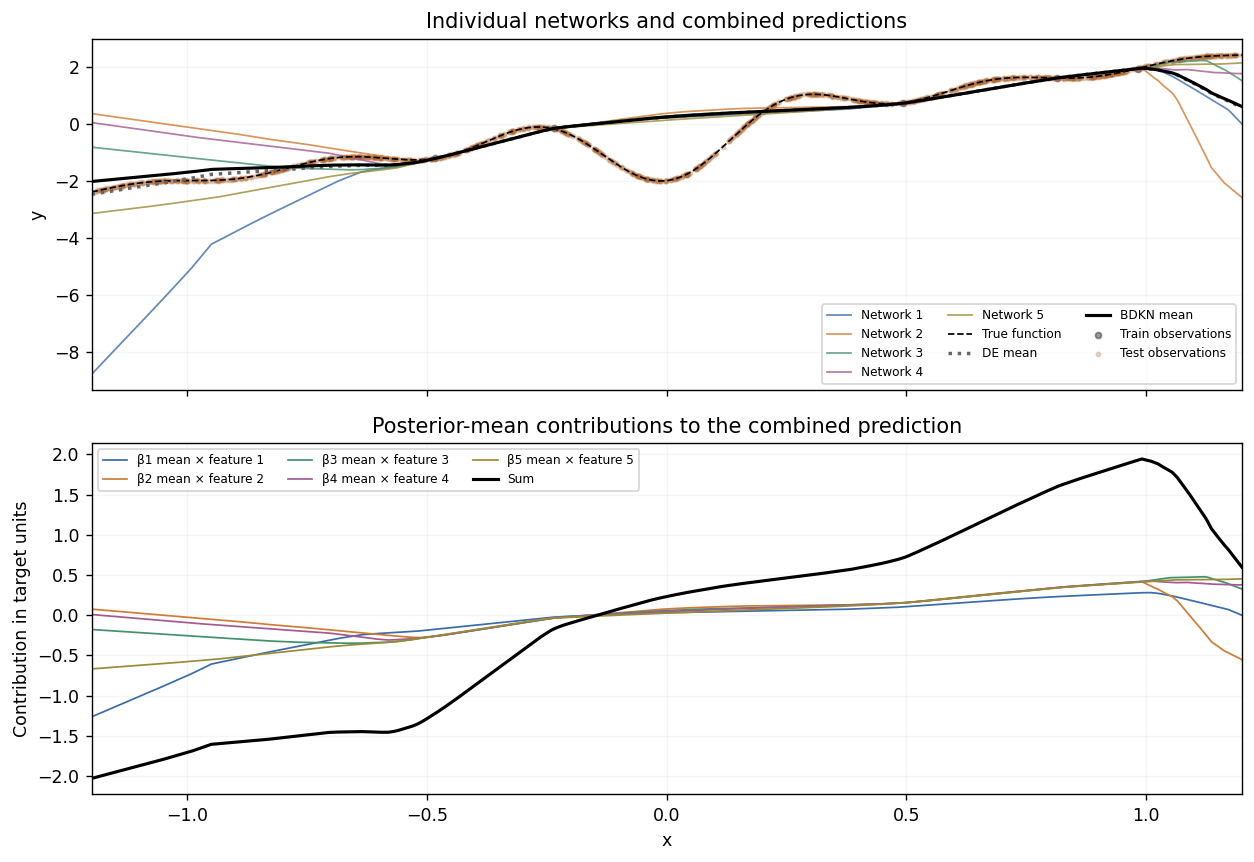 Individual networks and combined predictions
y
2
0
−2
−4
−6
−8
Network 1
Network 2
Network 3
Network 4
Network 5
True function
DE mean
BDKN mean
Train observations
Test observations
Posterior-mean contributions to the combined prediction
Contribution in target units
2.0
1.5
1.0
0.5
0.0
−0.5
−1.0
−1.5
−2.0
β1 mean × feature 1
β2 mean × feature 2
β3 mean × feature 3
β4 mean × feature 4
β5 mean × feature 5
Sum
−1.0
−0.5
0.0
0.5
1.0
x